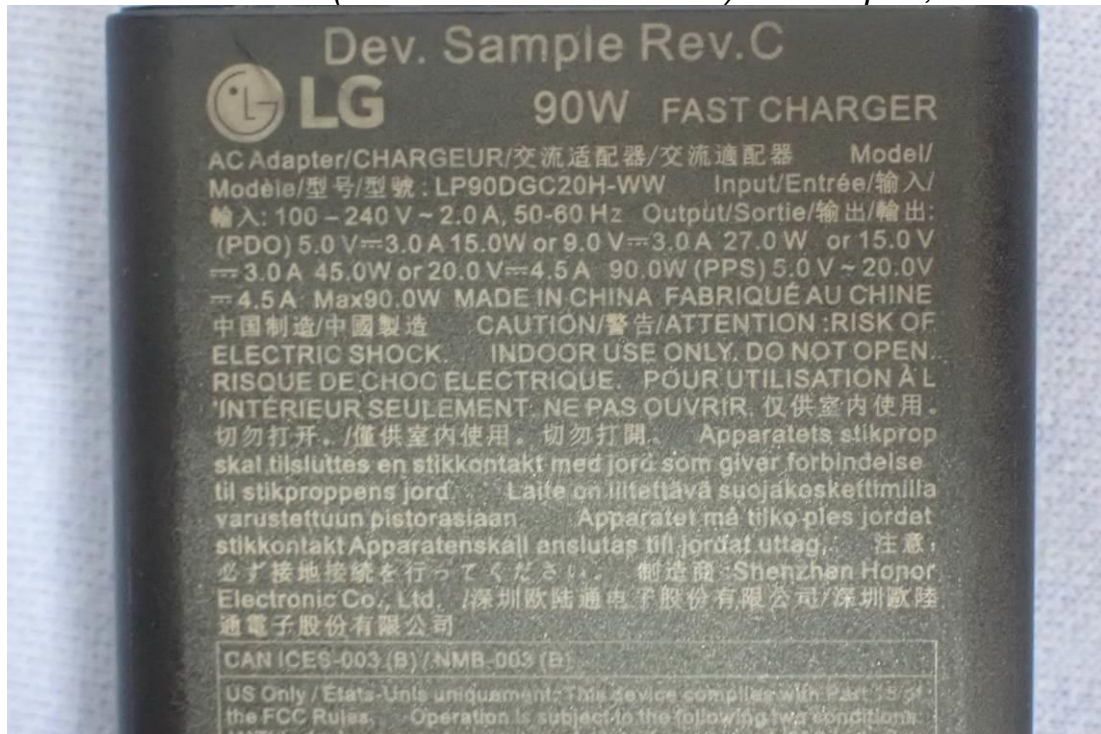 Dev. Sample Rev.C
LG 90W FAST CHARGER
AC Adapter/CHARGEUR/交流适配器/交流適配器 Model/
Modèle/型号/型號 : LP90DGC20H-WW Input/Entrée/输入/
輸入: 100 – 240 V ~ 2.0 A, 50-60 Hz Output/Sortie/输出/輸出:
(PDO) 5.0 V⎓3.0 A 15.0W or 9.0 V⎓3.0 A 27.0 W or 15.0 V
⎓3.0 A 45.0W or 20.0 V⎓4.5 A 90.0W (PPS) 5.0 V ~ 20.0V
⎓4.5 A Max90.0W MADE IN CHINA FABRIQUÉ AU CHINE
中国制造/中國製造 CAUTION/警告/ATTENTION :RISK OF
ELECTRIC SHOCK. INDOOR USE ONLY. DO NOT OPEN.
RISQUE DE CHOC ELECTRIQUE. POUR UTILISATION À L
'INTÉRIEUR SEULEMENT. NE PAS OUVRIR. 仅供室内使用。
切勿打开。/僅供室内使用。切勿打開。 Apparatets stikprop
skal tilsluttes en stikkontakt med jord som giver forbindelse
til stikproppens jord. Laite on liitettävä suojakoskettimilla
varustettuun pistorasiaan. Apparatet må tilko ples jordet
stikkontakt Apparatenskall anslutas till jordat uttag. 注意:
必ず接地接続を行ってください。 制造商 :Shenzhen Honor
Electronic Co., Ltd. /深圳欧陆通电子股份有限公司/深圳歐陸
通電子股份有限公司
CAN ICES-003 (B) / NMB-003 (B)
US Only / États-Unis uniquement: This device complies with Part 15 of
the FCC Rules. Operation is subject to the following two conditions: